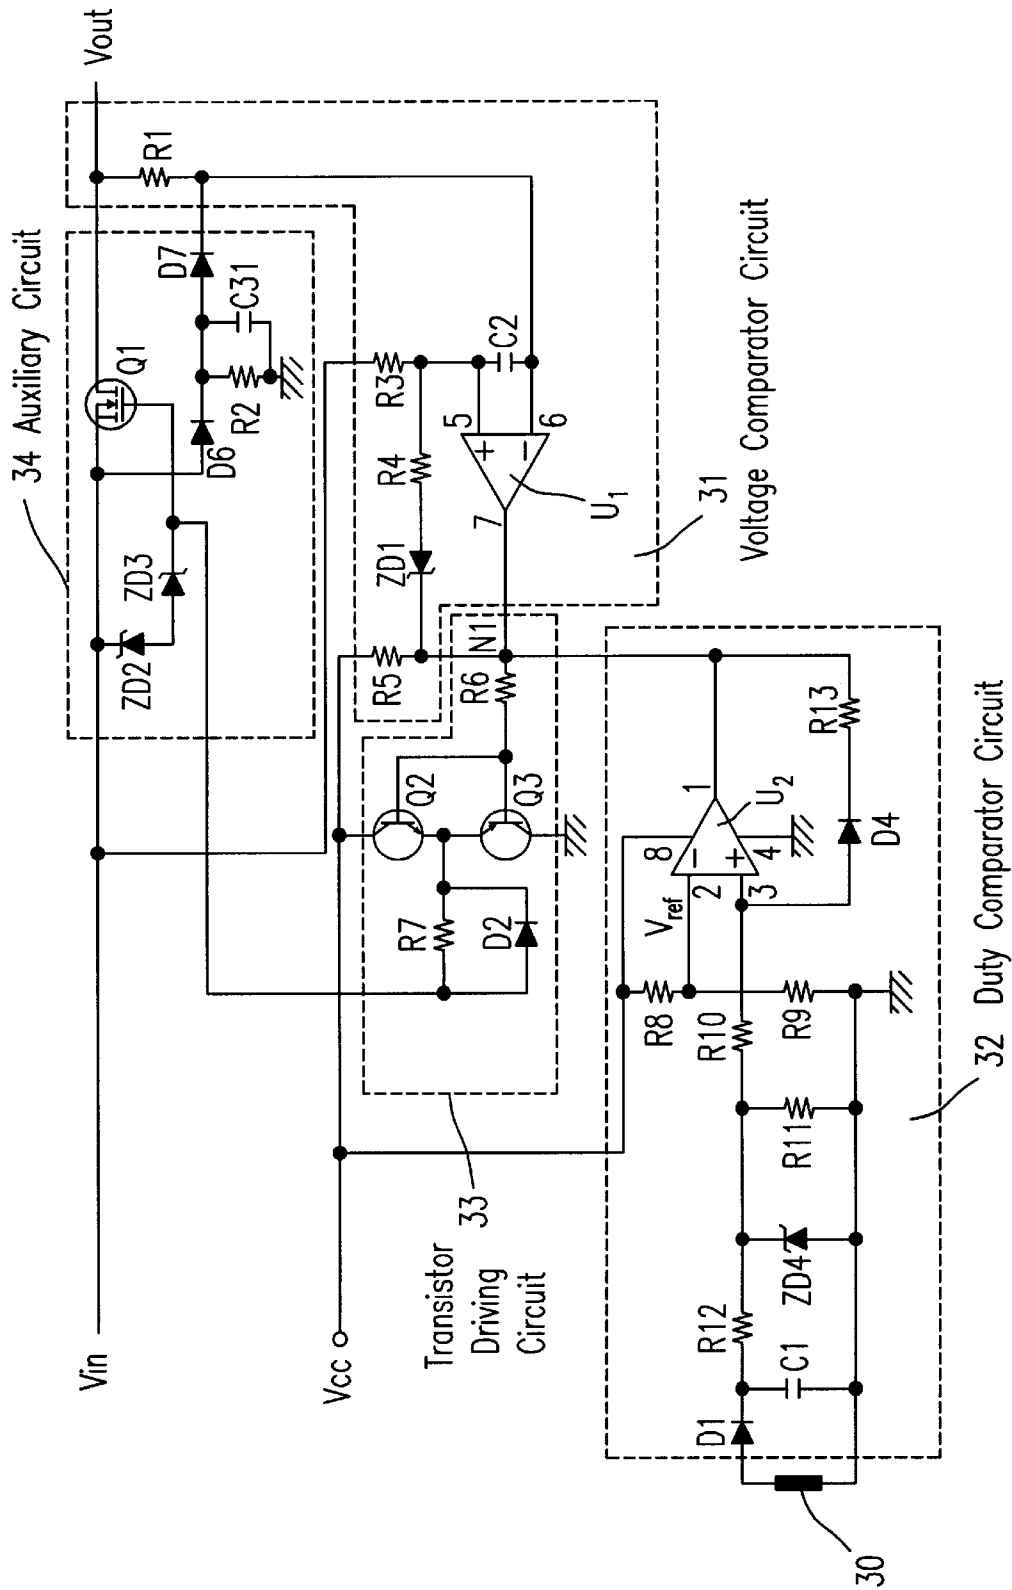 34 Auxiliary Circuit
Vout
R1
D7
C31
Q1
R2
D6
ZD3
ZD2
Vin
R3
C2
5
6
+
−
R4
U1
7
ZD1
R5
N1
R6
31
Voltage Comparator Circuit
Q2
Q3
R7
D2
33
Transistor
Driving
Circuit
Vcc
R13
1
U2
8
−
+
4
D4
2
3
Vref
R8
R10
R9
R11
ZD4
R12
C1
D1
30
32 Duty Comparator Circuit